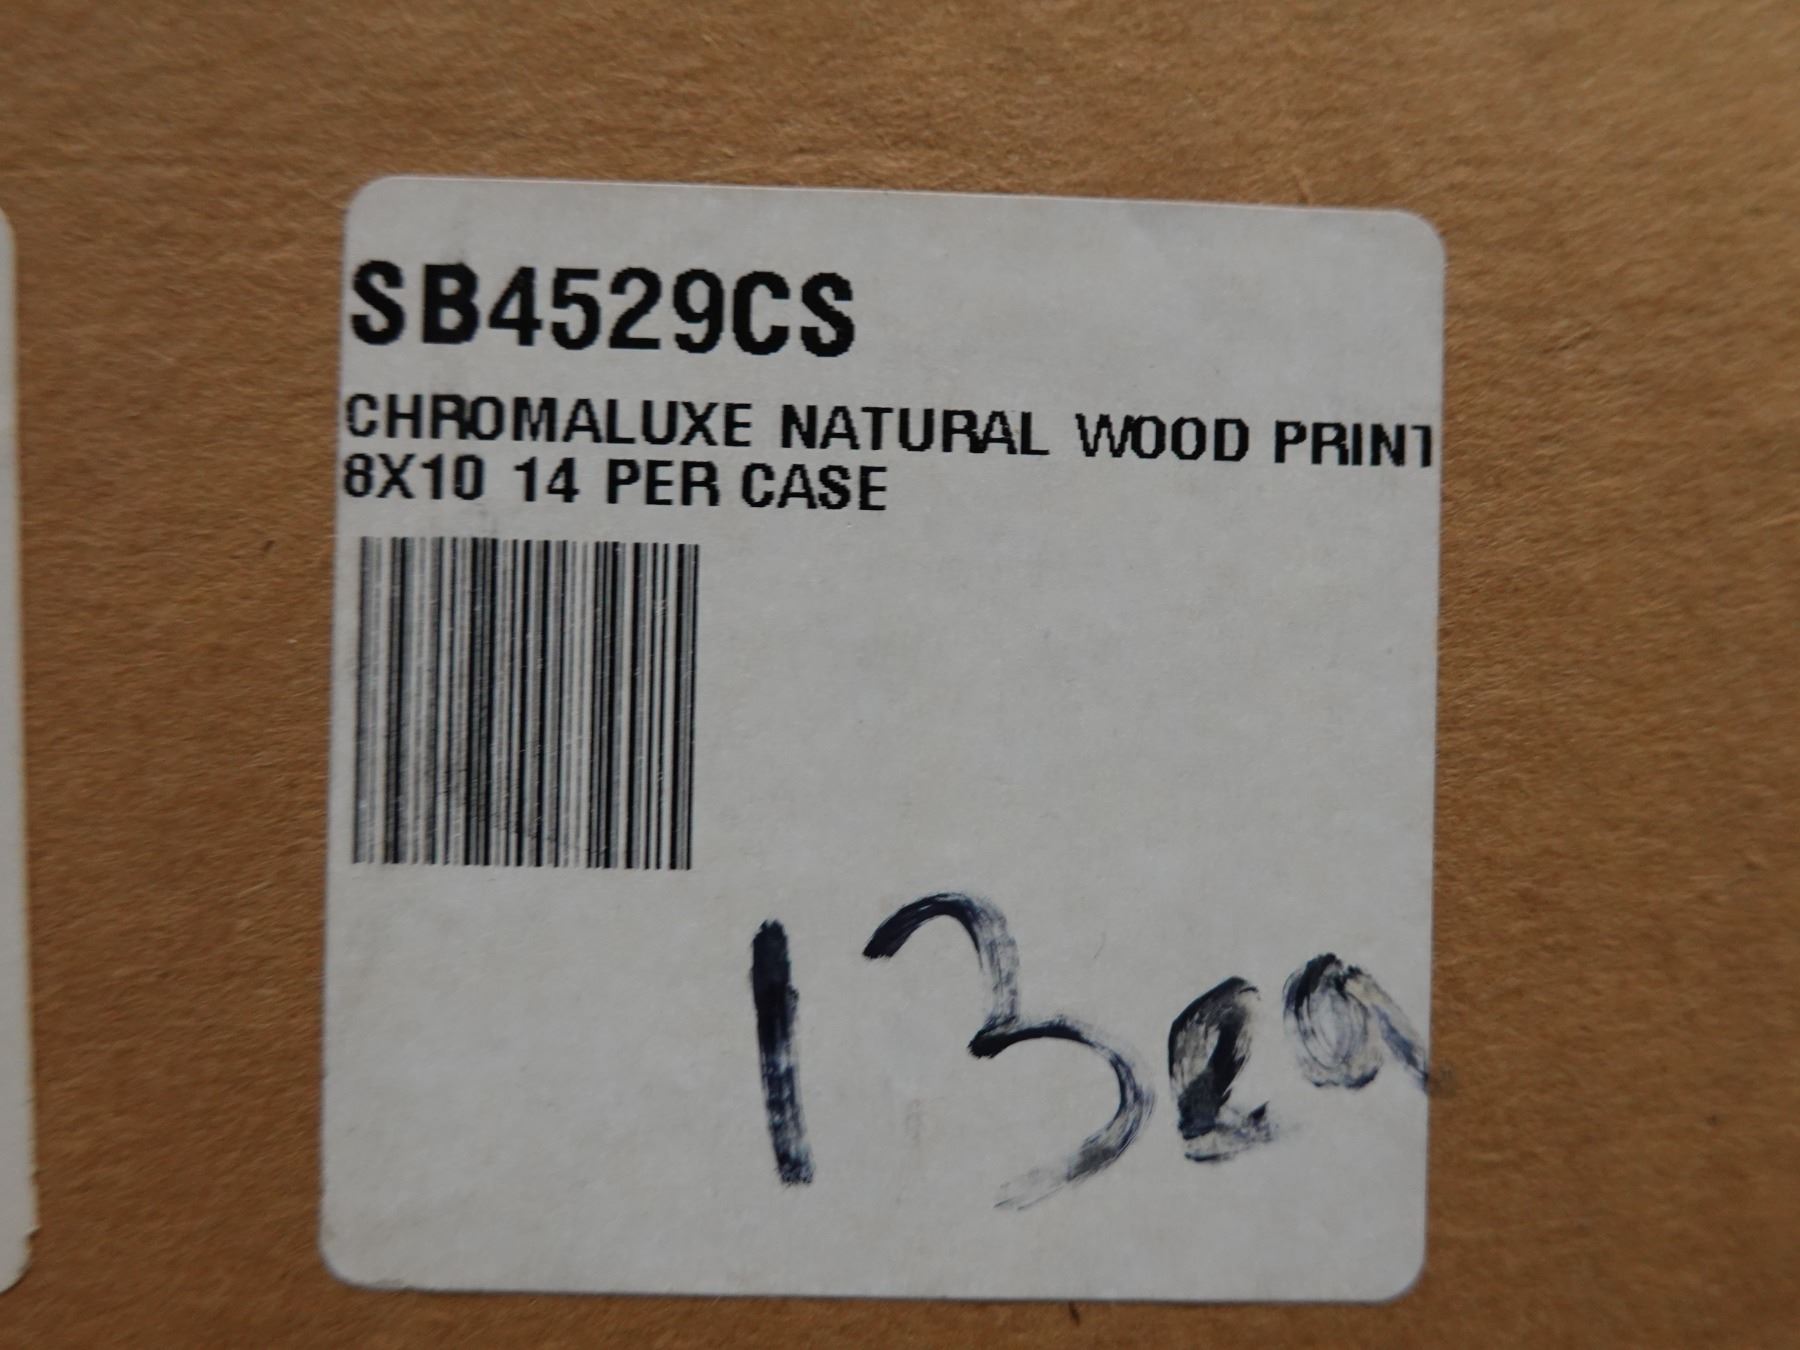 SB4529CS
CHROMALUXE NATURAL WOOD PRINT
8X10 14 PER CASE
13ea